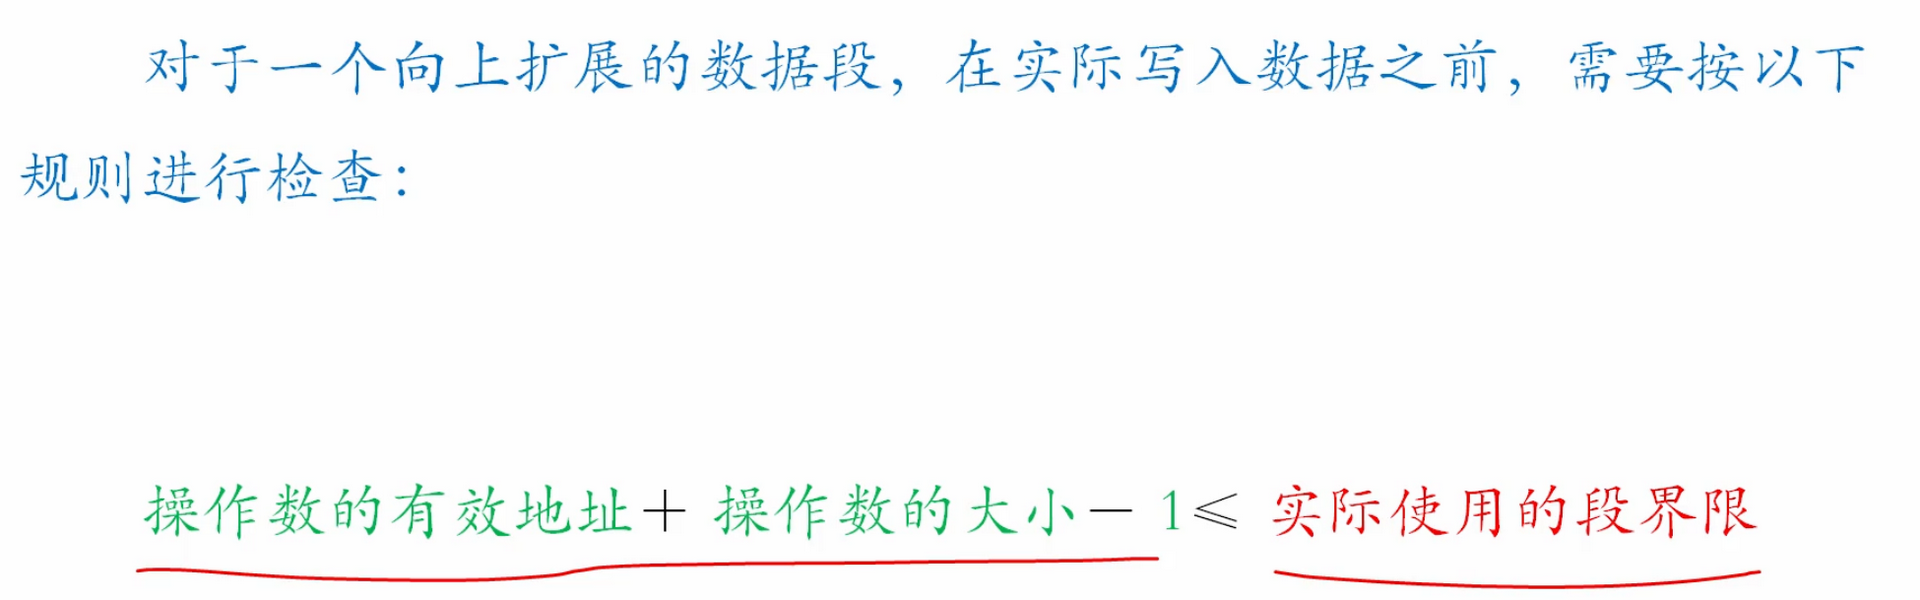 对于一个向上扩展的数据段，在实际写入数据之前，需要按以下
规则进行检查：
操作数的有效地址＋ 操作数的大小－ 1≤ 实际使用的段界限